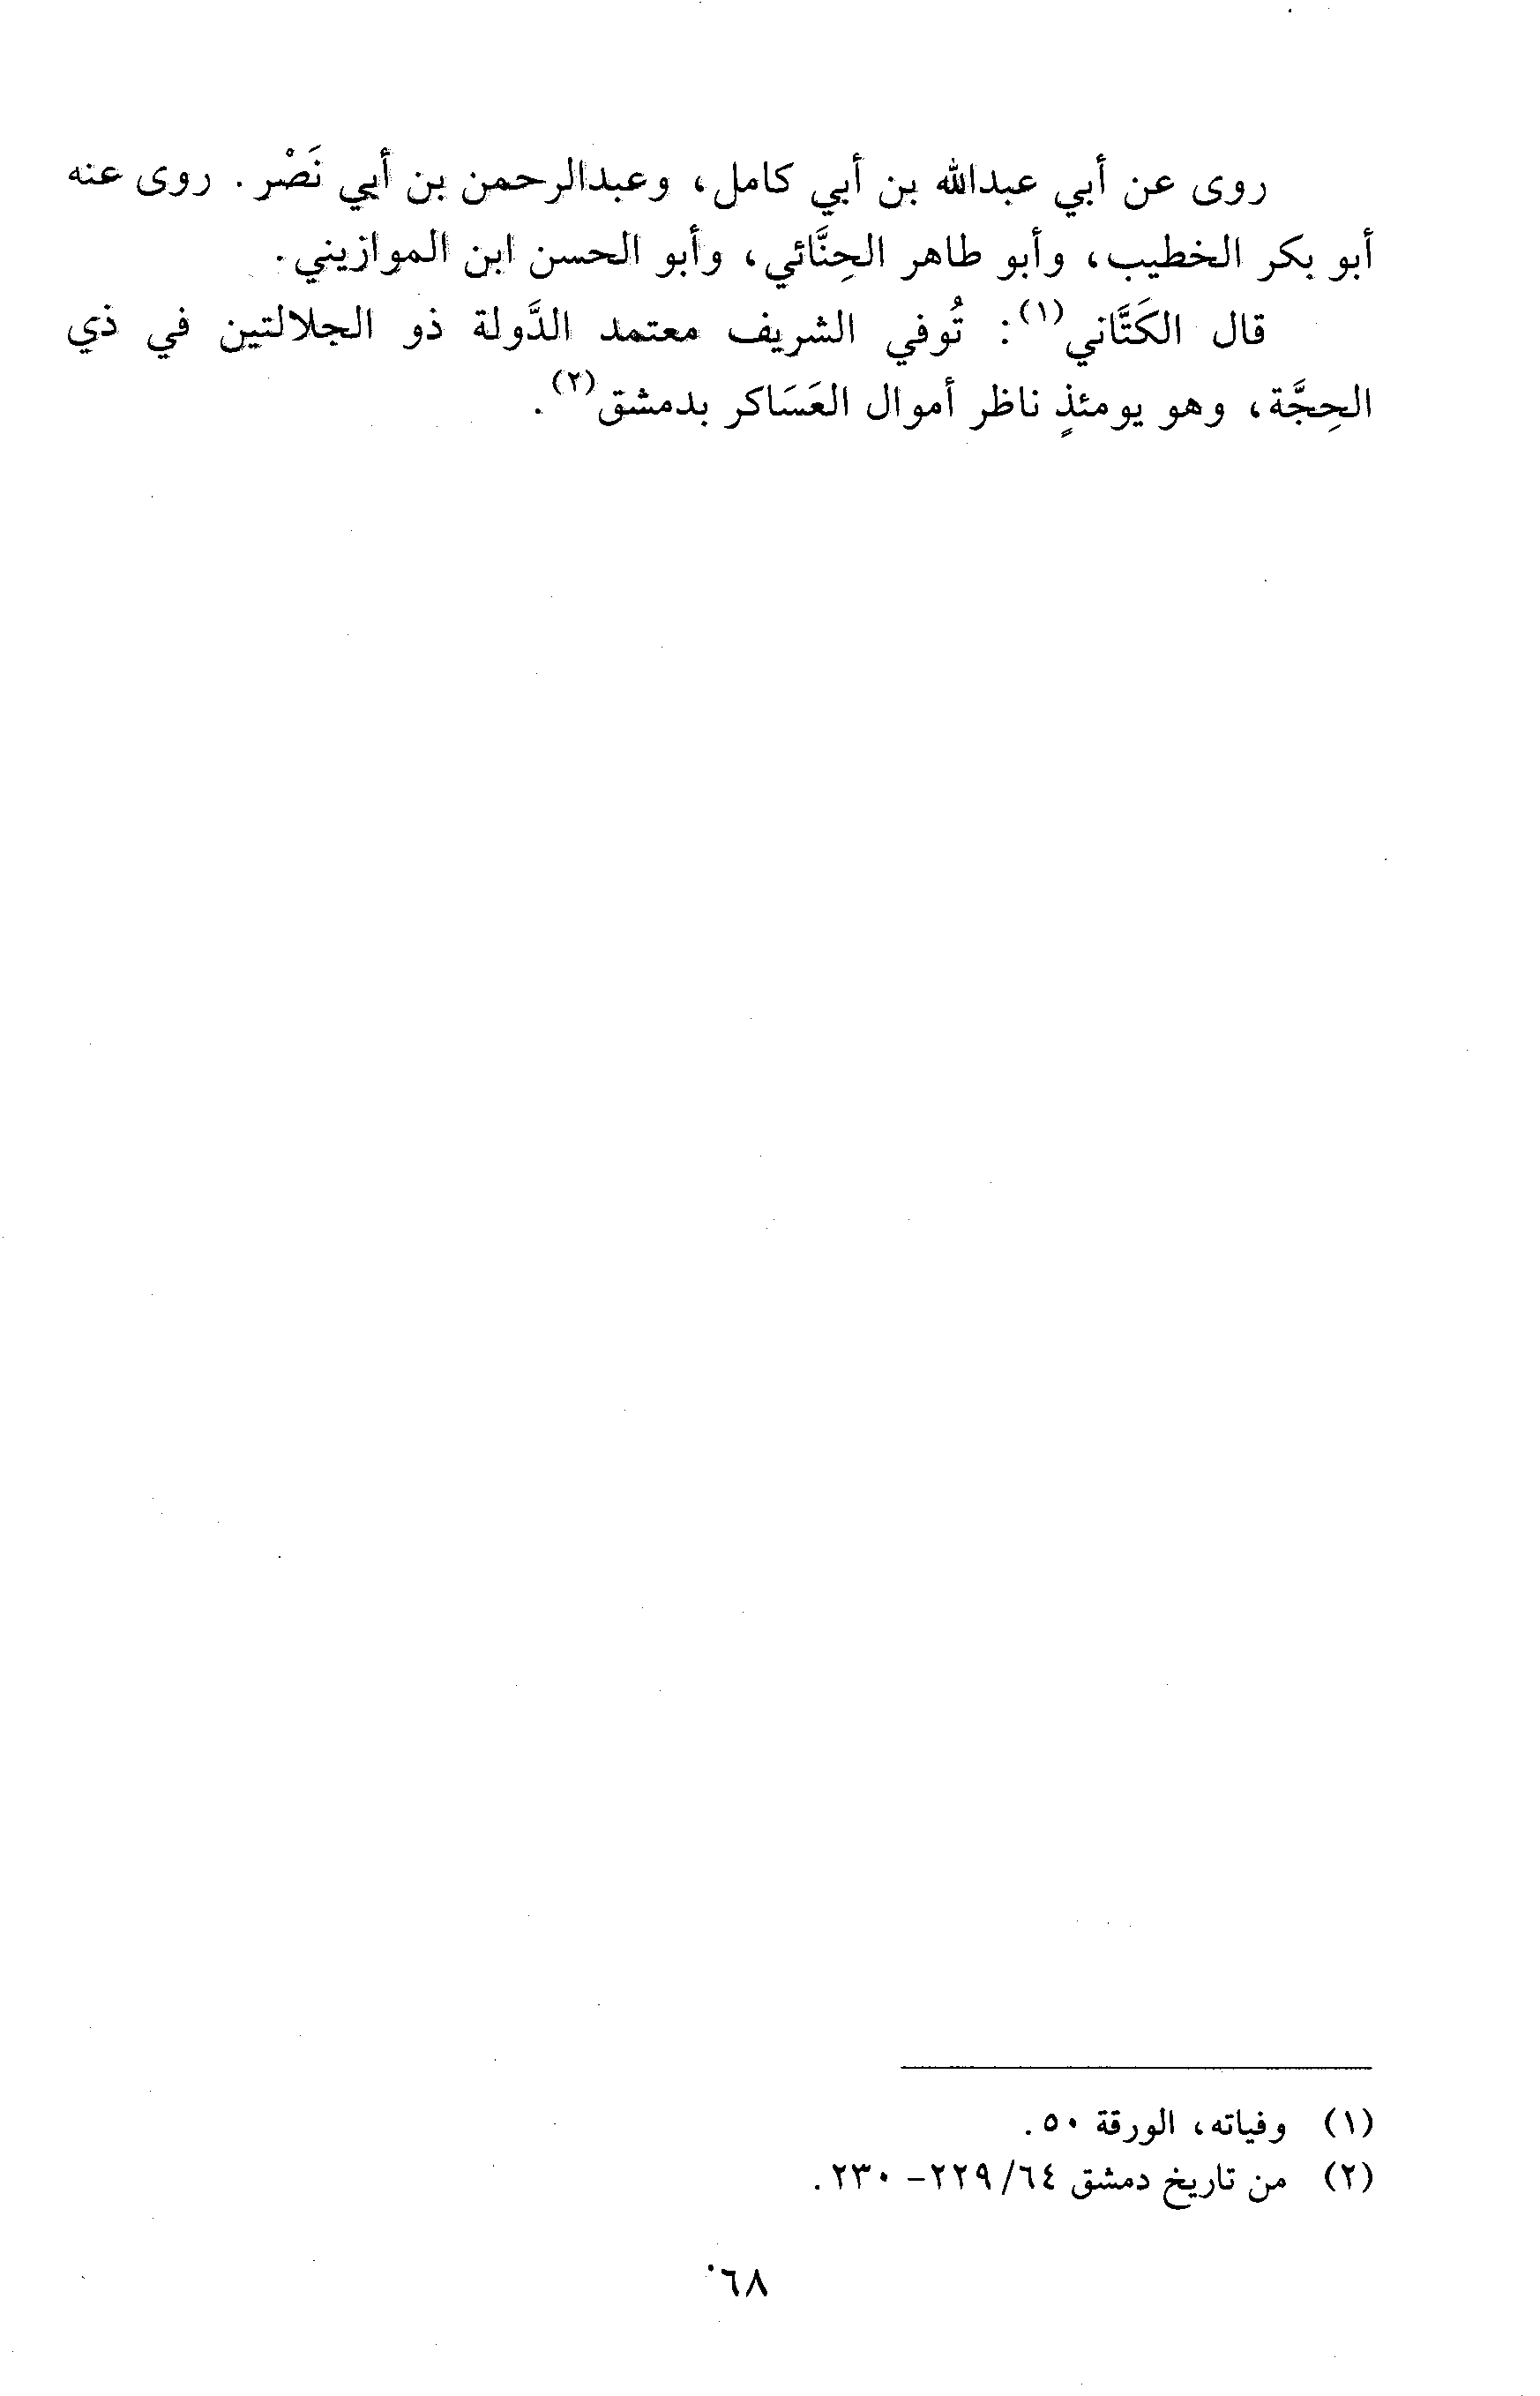 روى عن أبي عبدالله بن أبي كامل، وعبدالرحمن بن أبي نَصْر. روى عنه
أبو بكر الخطيب، وأبو طاهر الحِنَّائي، وأبو الحسن ابن الموازيني.
قال الكَتَّاني(١): تُوفي الشريف معتمد الدَّولة ذو الجلالتين في ذي
الحِجَّة، وهو يومئذٍ ناظر أموال العَسَاكر بدمشق(٢).
(١) وفياته، الورقة ٥٠.
(٢) من تاريخ دمشق ٦٤/ ٢٢٩- ٢٣٠.
٦٨